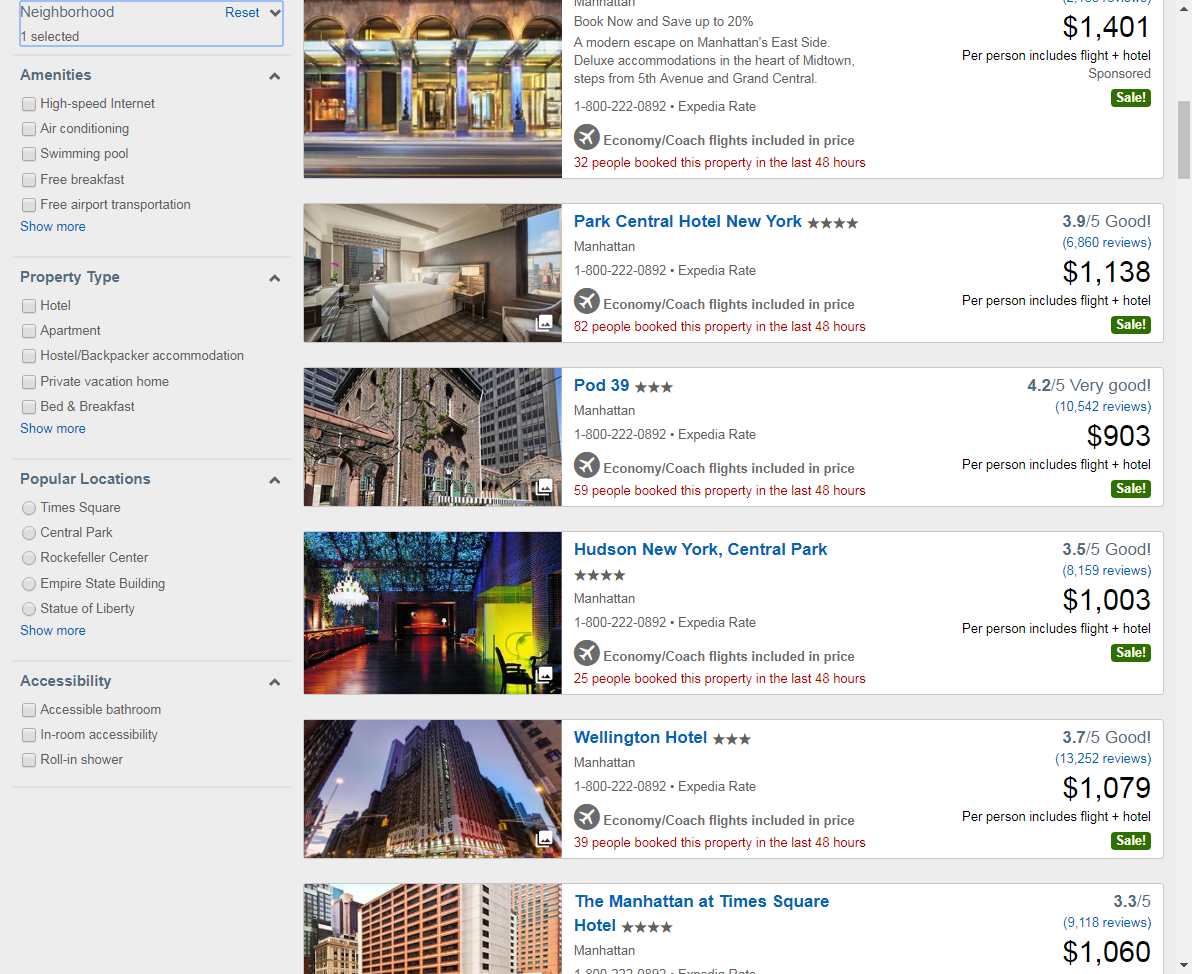 Neighborhood
Reset
1 selected
Amenities
High-speed Internet
Air conditioning
Swimming pool
Free breakfast
Free airport transportation
Show more
Property Type
Hotel
Apartment
Hostel/Backpacker accommodation
Private vacation home
Bed & Breakfast
Show more
Popular Locations
Times Square
Central Park
Rockefeller Center
Empire State Building
Statue of Liberty
Show more
Accessibility
Accessible bathroom
In-room accessibility
Roll-in shower
Manhattan
Book Now and Save up to 20%
A modern escape on Manhattan's East Side.
Deluxe accommodations in the heart of Midtown,
steps from 5th Avenue and Grand Central.
1-800-222-0892 • Expedia Rate
Economy/Coach flights included in price
32 people booked this property in the last 48 hours
$1,401
Per person includes flight + hotel
Sponsored
Sale!
Park Central Hotel New York
Manhattan
1-800-222-0892 • Expedia Rate
Economy/Coach flights included in price
82 people booked this property in the last 48 hours
3.9/5 Good!
(6,860 reviews)
$1,138
Per person includes flight + hotel
Sale!
Pod 39
Manhattan
1-800-222-0892 • Expedia Rate
Economy/Coach flights included in price
59 people booked this property in the last 48 hours
4.2/5 Very good!
(10,542 reviews)
$903
Per person includes flight + hotel
Sale!
Hudson New York, Central Park
Manhattan
1-800-222-0892 • Expedia Rate
Economy/Coach flights included in price
25 people booked this property in the last 48 hours
3.5/5 Good!
(8,159 reviews)
$1,003
Per person includes flight + hotel
Sale!
Wellington Hotel
Manhattan
1-800-222-0892 • Expedia Rate
Economy/Coach flights included in price
39 people booked this property in the last 48 hours
3.7/5 Good!
(13,252 reviews)
$1,079
Per person includes flight + hotel
Sale!
The Manhattan at Times Square
Hotel
Manhattan
1-800-222-0892 • Expedia Rate
3.3/5
(9,118 reviews)
$1,060